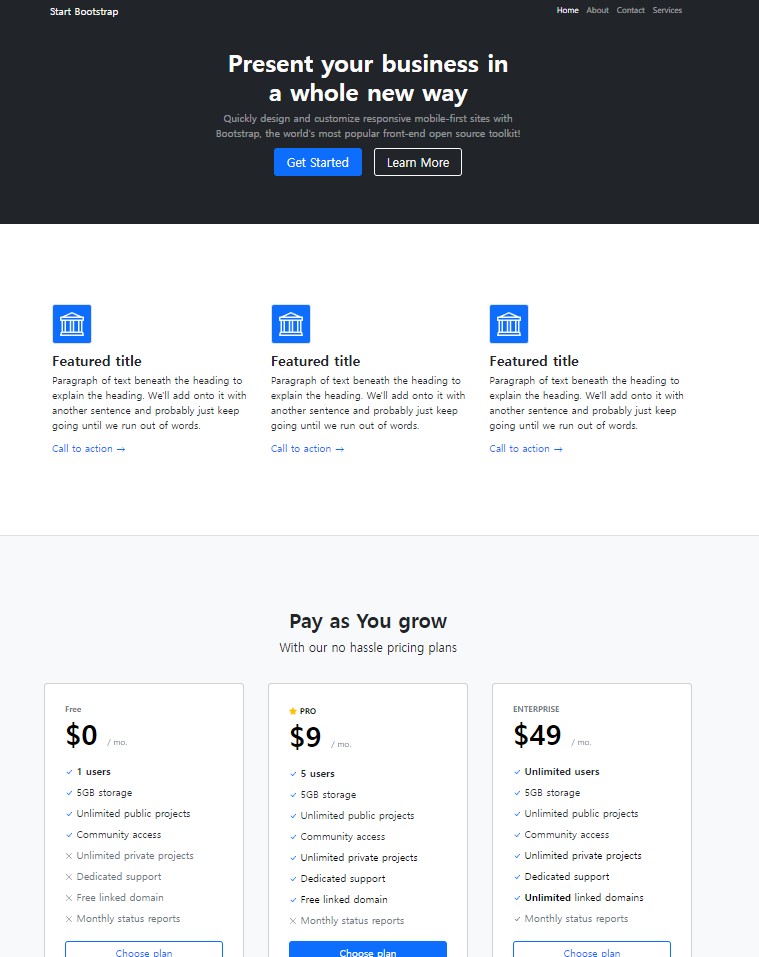 Start Bootstrap
Home About Contact Services
Present your business in
a whole new way
Quickly design and customize responsive mobile-first sites with
Bootstrap, the world's most popular front-end open source toolkit!
Get Started Learn More
Featured title
Paragraph of text beneath the heading to
explain the heading. We'll add onto it with
another sentence and probably just keep
going until we run out of words.
Call to action →
Featured title
Paragraph of text beneath the heading to
explain the heading. We'll add onto it with
another sentence and probably just keep
going until we run out of words.
Call to action →
Featured title
Paragraph of text beneath the heading to
explain the heading. We'll add onto it with
another sentence and probably just keep
going until we run out of words.
Call to action →
Pay as You grow
With our no hassle pricing plans
Free
$0 / mo.
1 users
5GB storage
Unlimited public projects
Community access
Unlimited private projects
Dedicated support
Free linked domain
Monthly status reports
Choose plan
PRO
$9 / mo.
5 users
5GB storage
Unlimited public projects
Community access
Unlimited private projects
Dedicated support
Free linked domain
Monthly status reports
Choose plan
ENTERPRISE
$49 / mo.
Unlimited users
5GB storage
Unlimited public projects
Community access
Unlimited private projects
Dedicated support
Unlimited linked domains
Monthly status reports
Choose plan